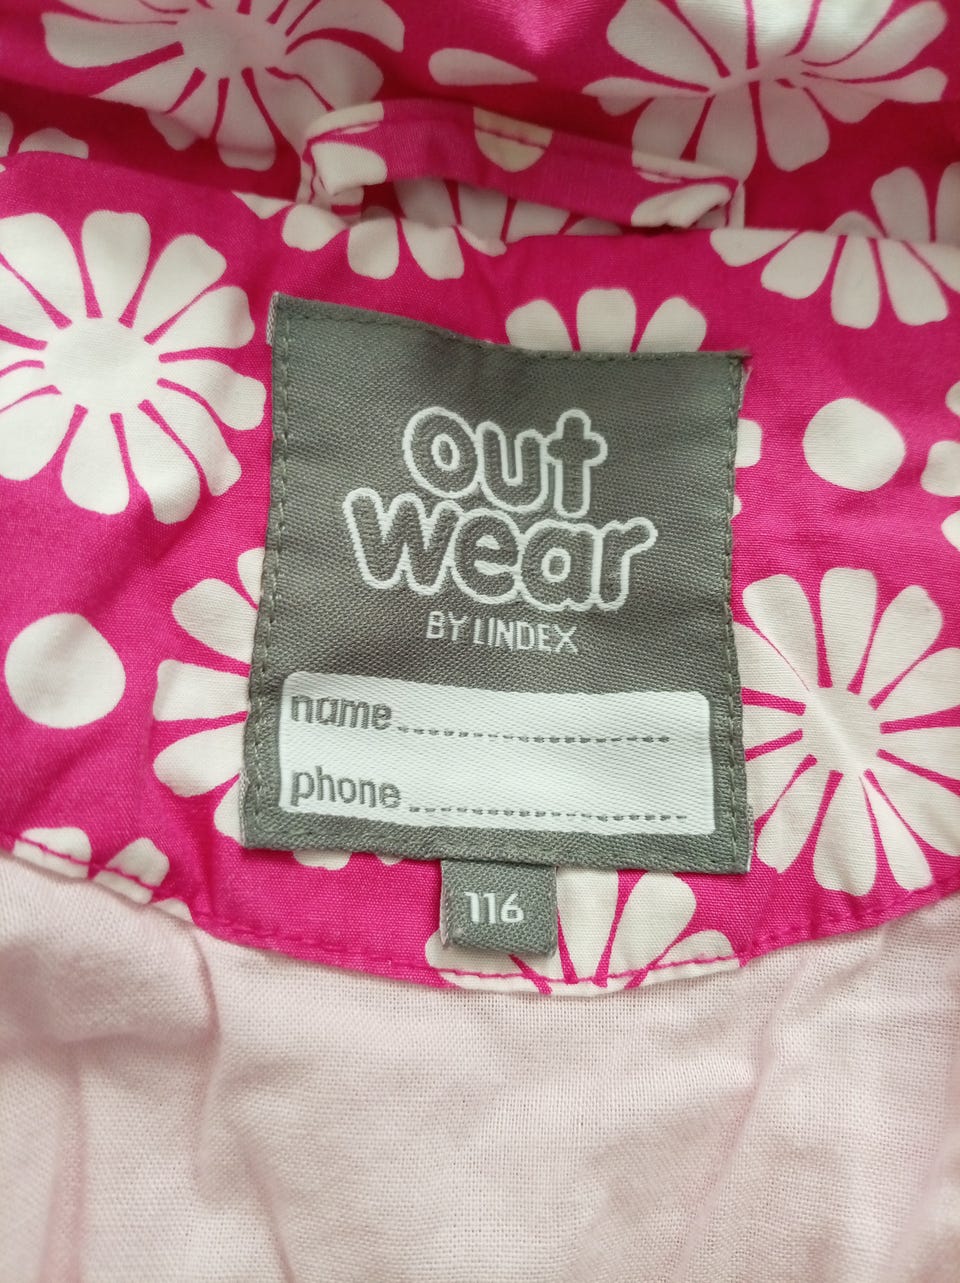 out
wear
BY LINDEX
name
phone
116